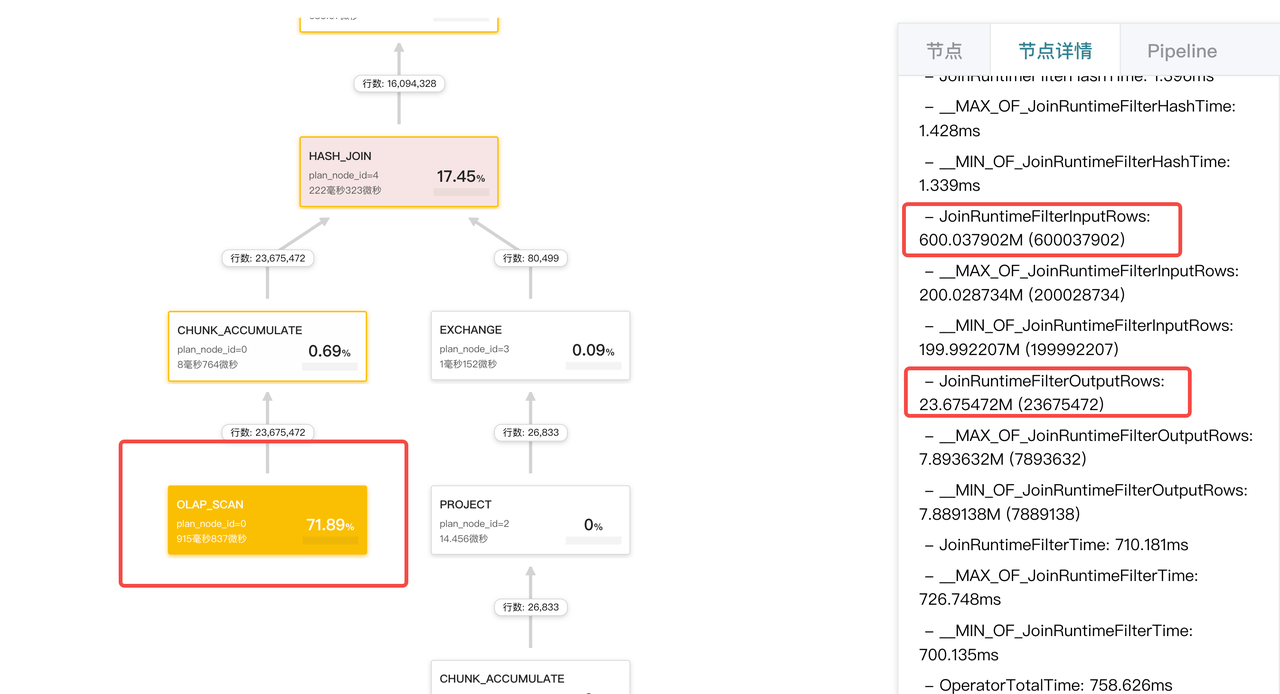 行数: 16,094,328
HASH_JOIN
plan_node_id=4
222毫秒323微秒
17.45%
行数: 23,675,472
行数: 80,499
CHUNK_ACCUMULATE
plan_node_id=0
8毫秒764微秒
0.69%
EXCHANGE
plan_node_id=3
1毫秒152微秒
0.09%
行数: 23,675,472
行数: 26,833
OLAP_SCAN
plan_node_id=0
915毫秒837微秒
71.89%
PROJECT
plan_node_id=2
14.456微秒
0%
行数: 26,833
CHUNK_ACCUMULATE
节点
节点详情
Pipeline
– JoinRuntimeFilterHashTime: 1.396ms
– __MAX_OF_JoinRuntimeFilterHashTime:
1.428ms
– __MIN_OF_JoinRuntimeFilterHashTime:
1.339ms
– JoinRuntimeFilterInputRows:
600.037902M (600037902)
– __MAX_OF_JoinRuntimeFilterInputRows:
200.028734M (200028734)
– __MIN_OF_JoinRuntimeFilterInputRows:
199.992207M (199992207)
– JoinRuntimeFilterOutputRows:
23.675472M (23675472)
– __MAX_OF_JoinRuntimeFilterOutputRows:
7.893632M (7893632)
– __MIN_OF_JoinRuntimeFilterOutputRows:
7.889138M (7889138)
– JoinRuntimeFilterTime: 710.181ms
– __MAX_OF_JoinRuntimeFilterTime:
726.748ms
– __MIN_OF_JoinRuntimeFilterTime:
700.135ms
– OperatorTotalTime: 758.626ms